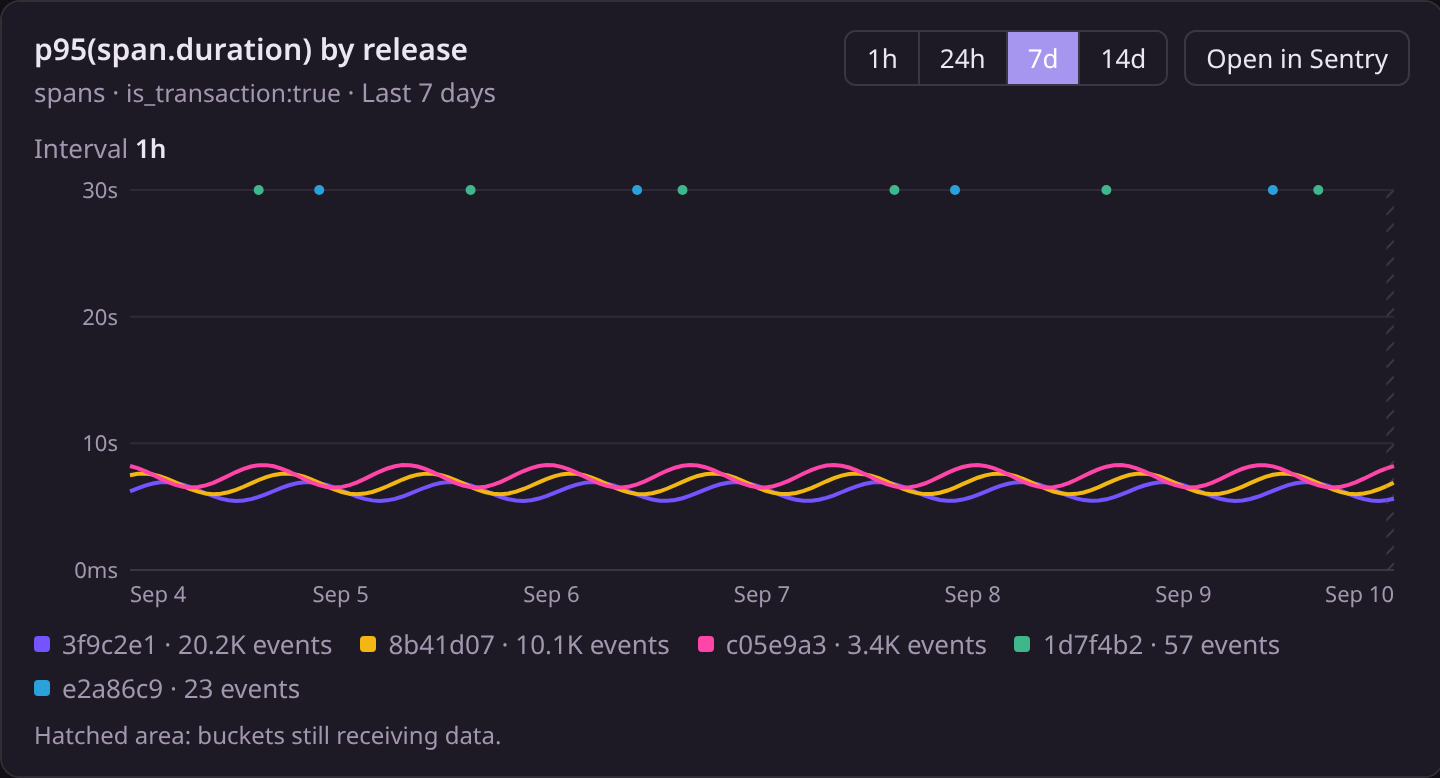 p95(span.duration) by release
1h 24h 7d 14d Open in Sentry
spans · is_transaction:true · Last 7 days
Interval 1h
30s
20s
10s
0ms
Sep 4 Sep 5 Sep 6 Sep 7 Sep 8 Sep 9 Sep 10
3f9c2e1 · 20.2K events 8b41d07 · 10.1K events c05e9a3 · 3.4K events 1d7f4b2 · 57 events
e2a86c9 · 23 events
Hatched area: buckets still receiving data.